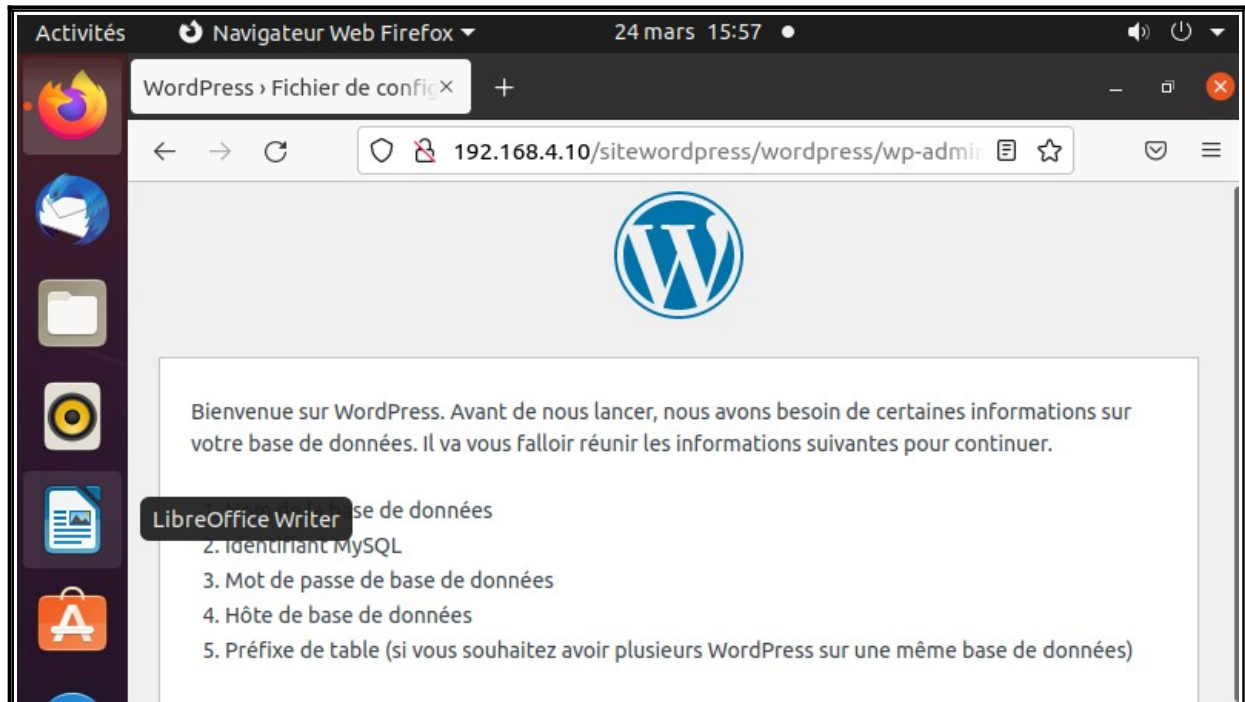 Activités Navigateur Web Firefox 24 mars 15:57
WordPress › Fichier de config
192.168.4.10/sitewordpress/wordpress/wp-admin
Bienvenue sur WordPress. Avant de nous lancer, nous avons besoin de certaines informations sur
votre base de données. Il va vous falloir réunir les informations suivantes pour continuer.
LibreOffice Writer
base de données
2. Identifiant MySQL
3. Mot de passe de base de données
4. Hôte de base de données
5. Préfixe de table (si vous souhaitez avoir plusieurs WordPress sur une même base de données)